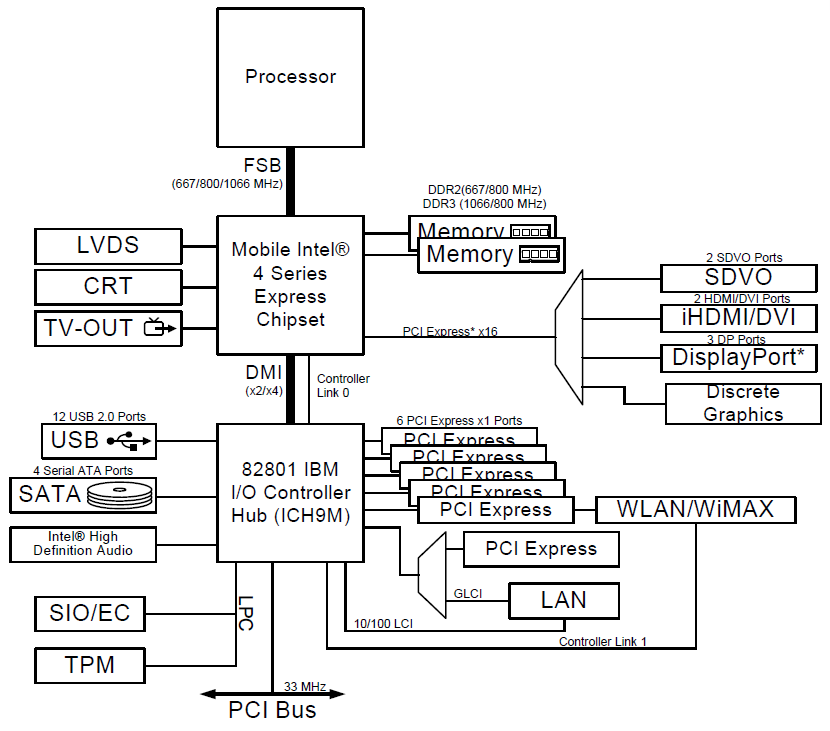 Processor
FSB
(667/800/1066 MHz)
DDR2(667/800 MHz)
DDR3 (1066/800 MHz)
Memory
Memory
LVDS
CRT
TV-OUT
Mobile Intel®
4 Series
Express
Chipset
PCI Express* x16
2 SDVO Ports
SDVO
2 HDMI/DVI Ports
iHDMI/DVI
3 DP Ports
DisplayPort*
Discrete
Graphics
DMI
(x2/x4)
Controller
Link 0
12 USB 2.0 Ports
USB
4 Serial ATA Ports
SATA
Intel® High
Definition Audio
82801 IBM
I/O Controller
Hub (ICH9M)
6 PCI Express x1 Ports
PCI Express
PCI Express
PCI Express
PCI Express
PCI Express
WLAN/WiMAX
PCI Express
GLCI
LAN
10/100 LCI
Controller Link 1
SIO/EC
TPM
LPC
33 MHz
PCI Bus